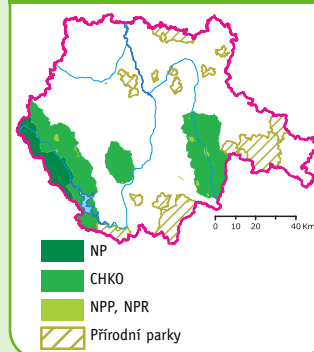 0 10 20 40 Km
NP
CHKO
NPP, NPR
Přírodní parky